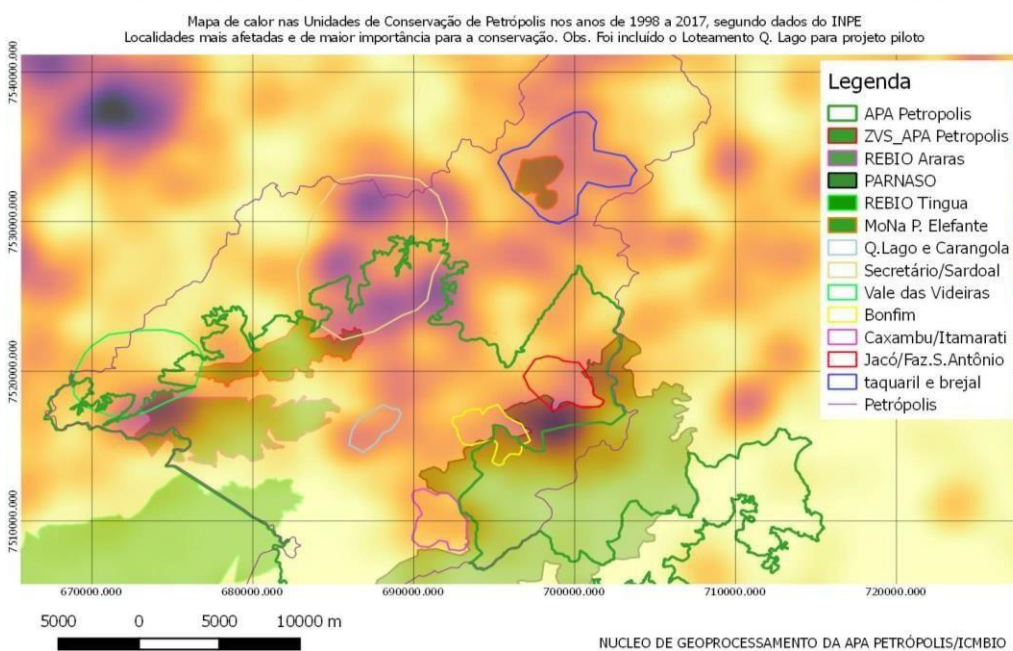 Mapa de calor nas Unidades de Conservação de Petrópolis nos anos de 1998 a 2017, segundo dados do INPE
Localidades mais afetadas e de maior importância para a conservação. Obs. Foi incluído o Loteamento Q. Lago para projeto piloto
7540000.000
7530000.000
7520000.000
7510000.000
Legenda
APA Petropolis
ZVS_APA Petropolis
REBIO Araras
PARNASO
REBIO Tingua
MoNa P. Elefante
Q.Lago e Carangola
Secretário/Sardoal
Vale das Videiras
Bonfim
Caxambu/Itamarati
Jacó/Faz.S.Antônio
taquaril e brejal
Petrópolis
670000.000 680000.000 690000.000 700000.000 710000.000 720000.000
5000 0 5000 10000 m
NUCLEO DE GEOPROCESSAMENTO DA APA PETRÓPOLIS/ICMBIO